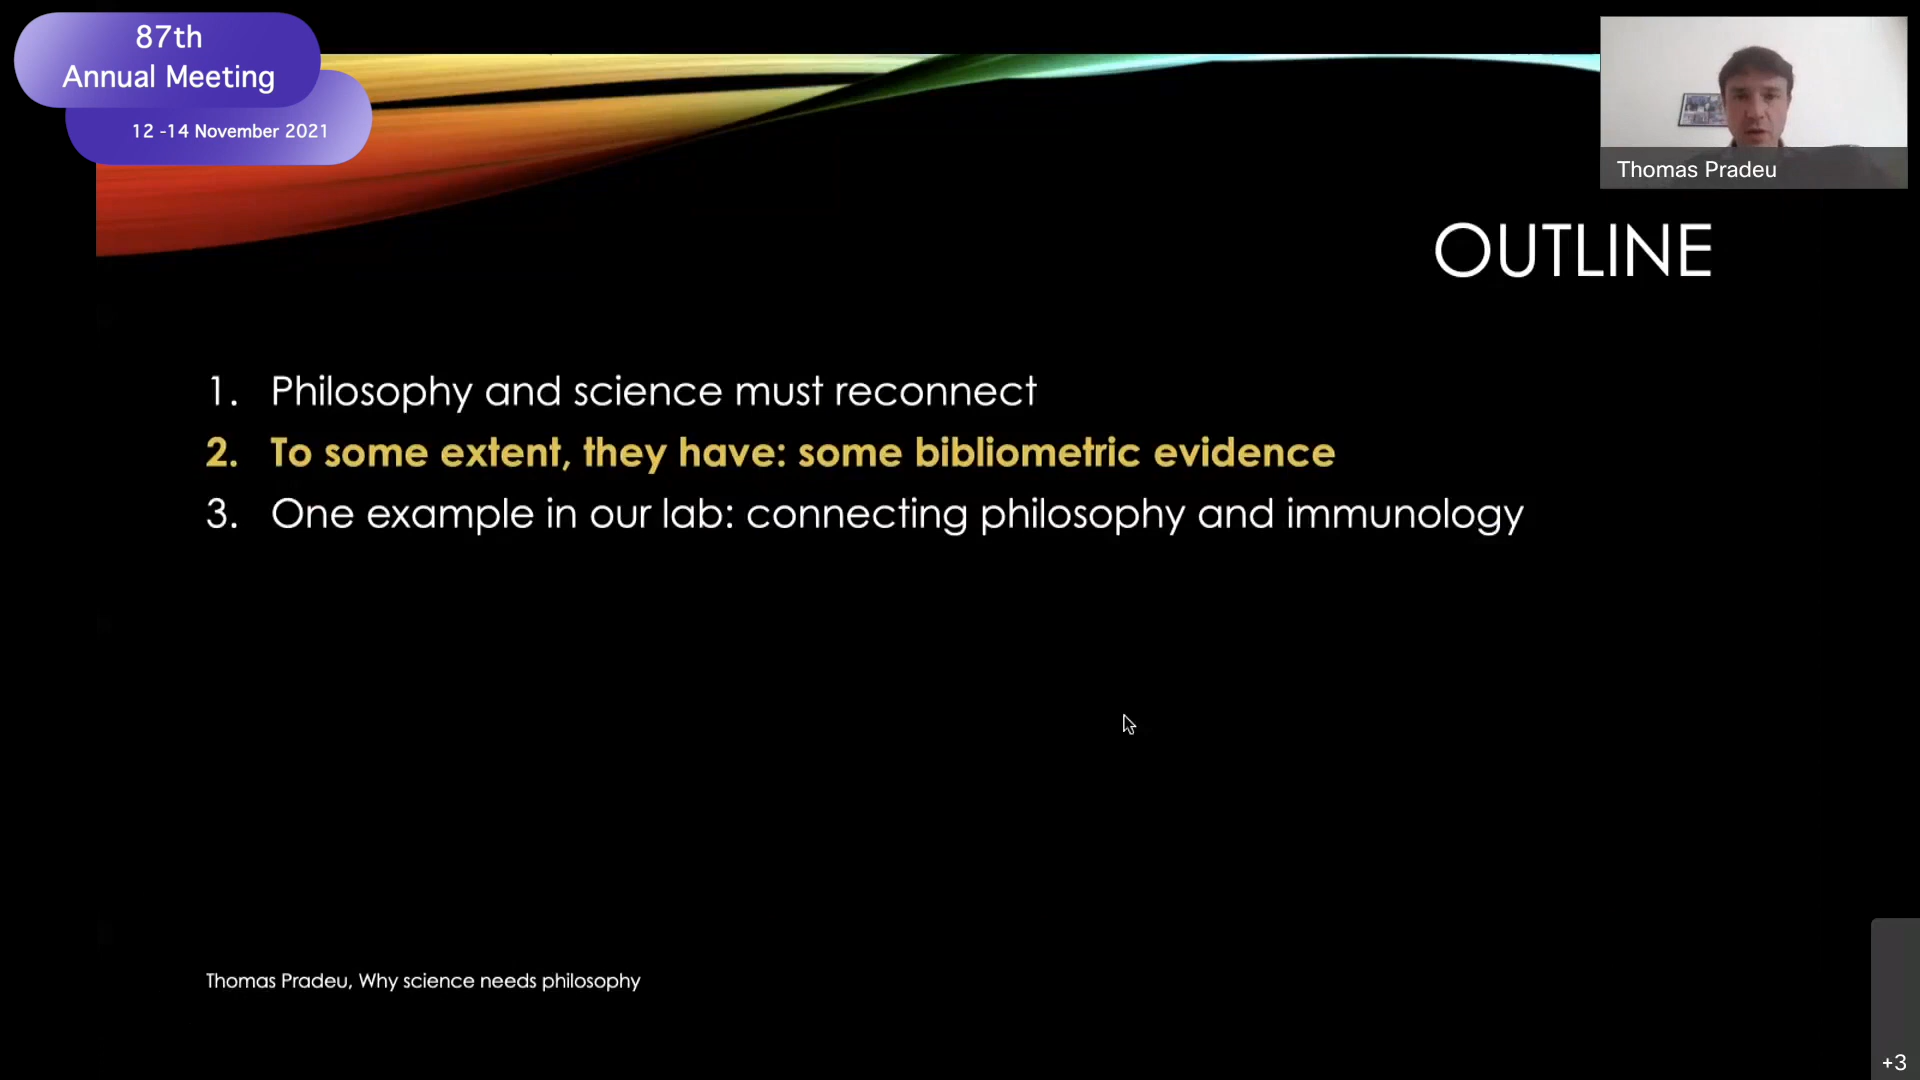 87th
Annual Meeting
12 -14 November 2021
Thomas Pradeu
OUTLINE
1. Philosophy and science must reconnect
2. To some extent, they have: some bibliometric evidence
3. One example in our lab: connecting philosophy and immunology
Thomas Pradeu, Why science needs philosophy
+3